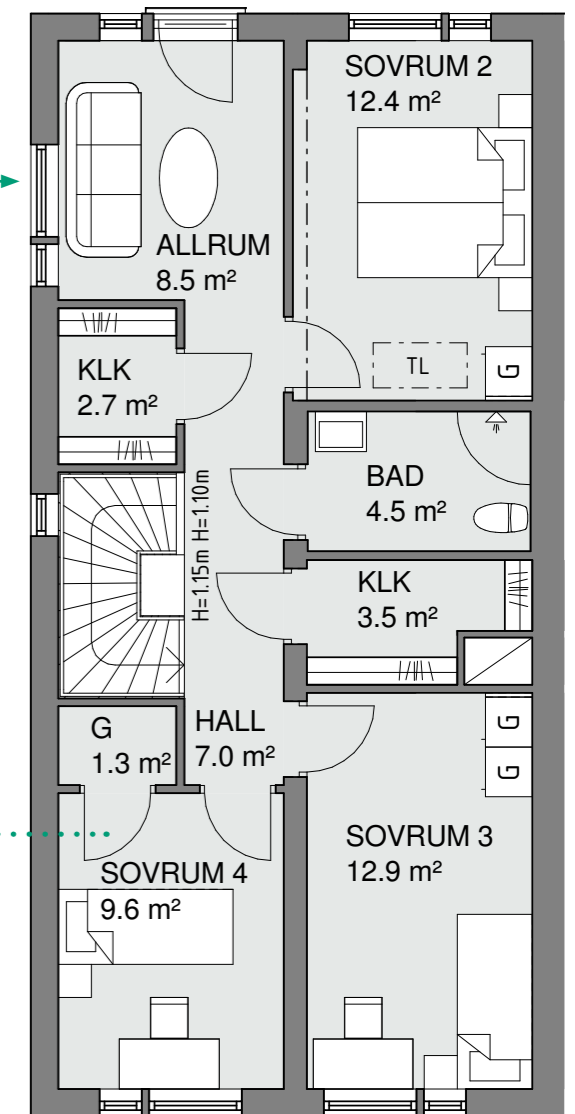 SOVRUM 2
12.4 m²
ALLRUM
8.5 m²
TL
G
KLK
2.7 m²
BAD
4.5 m²
H=1.15m H=1.10m
KLK
3.5 m²
G
1.3 m²
HALL
7.0 m²
G
G
SOVRUM 3
12.9 m²
SOVRUM 4
9.6 m²